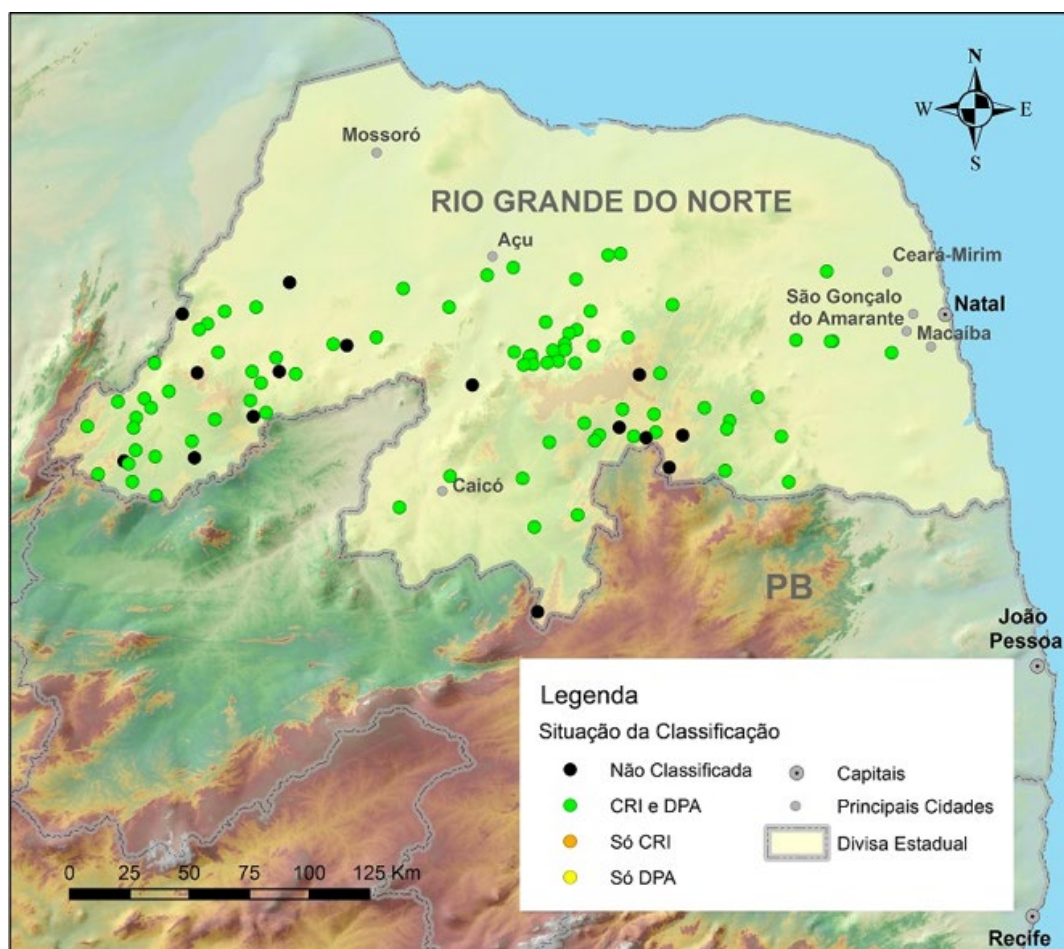 N
W E
S
Mossoró
RIO GRANDE DO NORTE
Açu
Ceará-Mirim
São Gonçalo
do Amarante
Natal
Macaíba
Caicó
PB
João
Pessoa
Legenda
Situação da Classificação
Não Classificada
CRI e DPA
Só CRI
Só DPA
Capitais
Principais Cidades
Divisa Estadual
0 25 50 75 100 125 Km
Recife